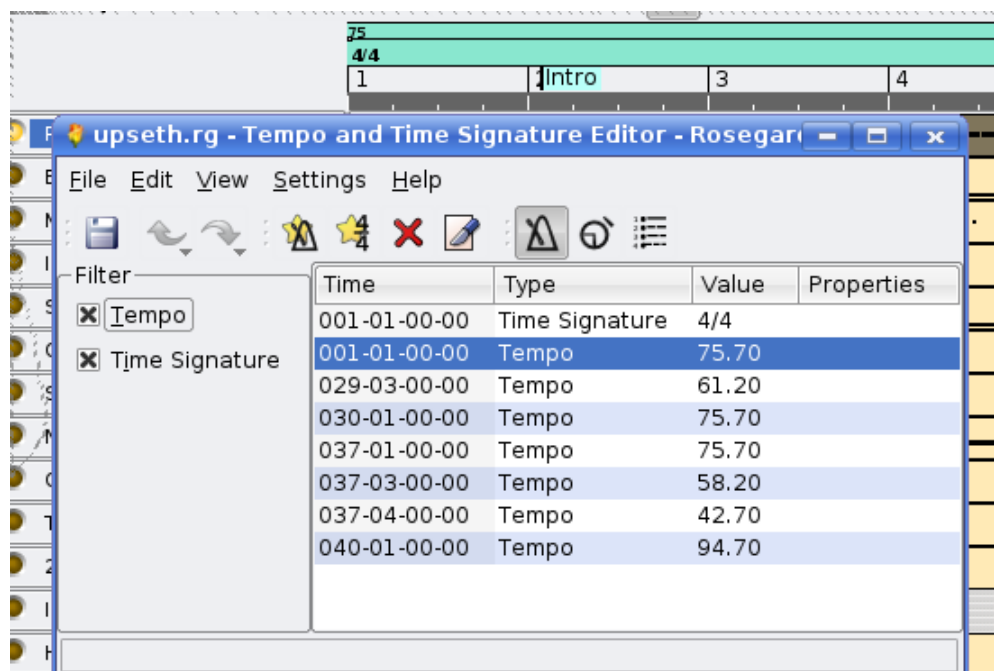 75
4/4
1 2 Intro 3 4
upseth.rg - Tempo and Time Signature Editor - Rosegar
File Edit View Settings Help
Filter
Tempo
Time Signature
Time Type Value Properties
001-01-00-00 Time Signature 4/4
001-01-00-00 Tempo 75.70
029-03-00-00 Tempo 61.20
030-01-00-00 Tempo 75.70
037-01-00-00 Tempo 75.70
037-03-00-00 Tempo 58.20
037-04-00-00 Tempo 42.70
040-01-00-00 Tempo 94.70